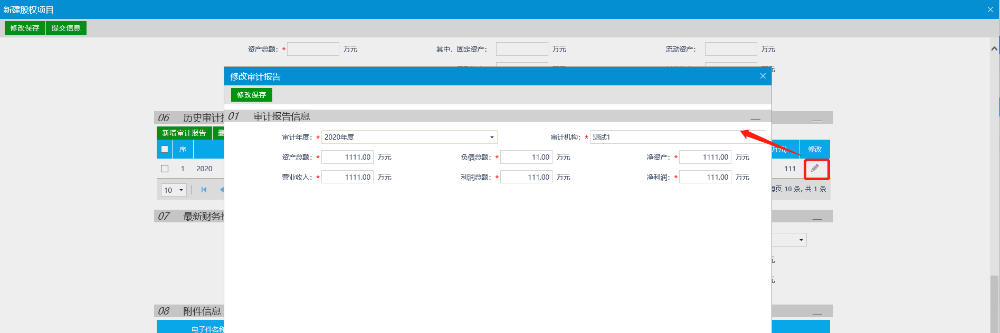 新建股权项目
修改保存 提交信息
资产总额： * 万元 其中，固定资产： 万元 流动资产： 万元
修改审计报告
修改保存
06 历史审计
01 审计报告信息
新增审计报告
审计年度： * 2020年度 审计机构： * 测试1
序 万元) 修改
资产总额： * 1111.00 万元 负债总额： * 11.00 万元 净资产： * 1111.00 万元
1 2020 111
营业收入： * 1111.00 万元 利润总额： * 111.00 万元 净利润： * 111.00 万元
10 每页 10 条, 共 1 条
07 最新财务
元
元
08 附件信息
电子件名称